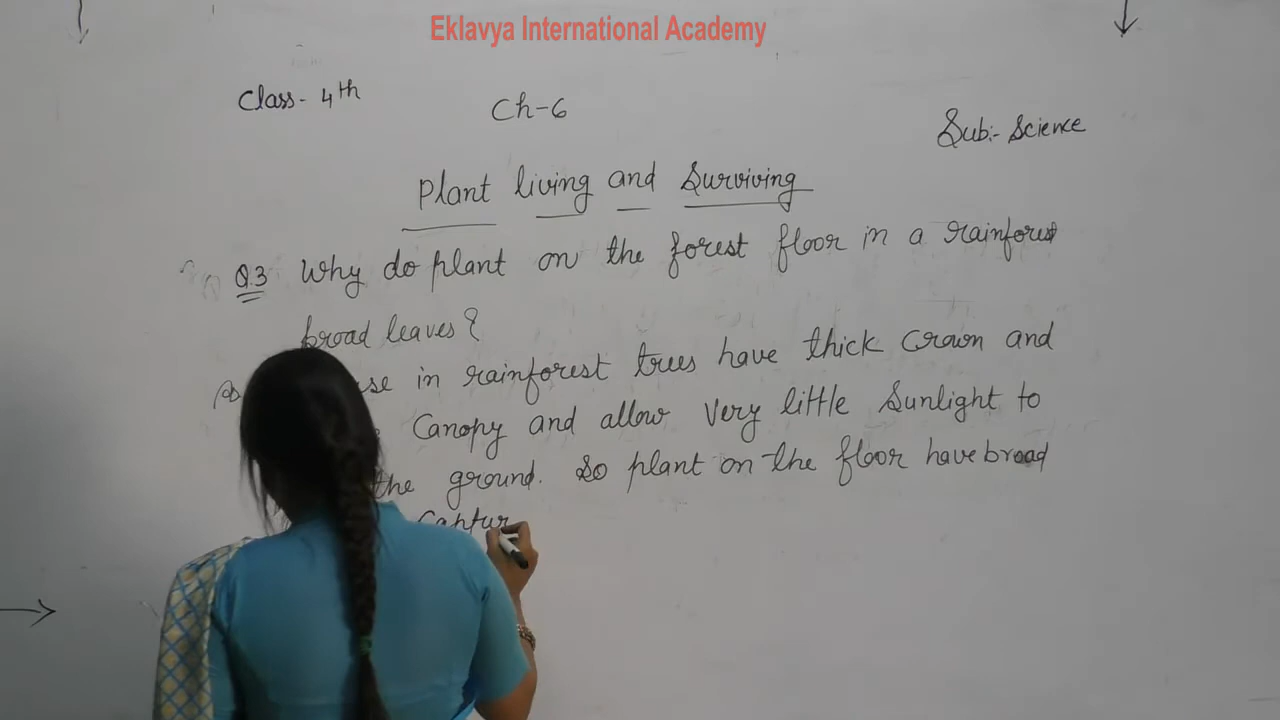 Eklavya International Academy
Class- 4th
Ch-6
Sub:- Science
Plant living and Surviving
Q.3 Why do plant on the forest floor in a rainforest
broad leaves?
in rainforest trees have thick crown and
Canopy and allow very little Sunlight to
the ground. So plant on the floor have broad
Captur